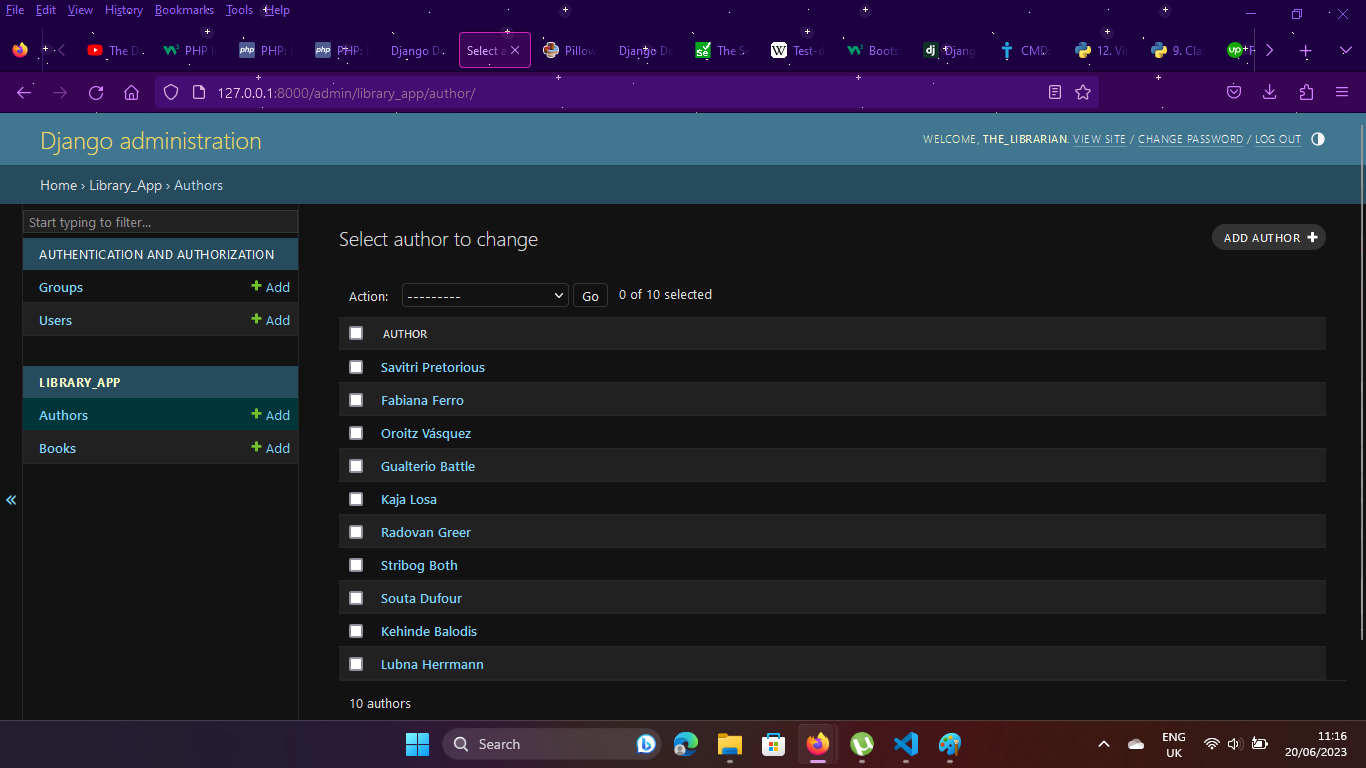 File Edit View History Bookmarks Tools Help
The D
PHP I
PHP:
PHP:
Django D
Select a
Pillow
Django Do
The S
Test-d
Boots
Djang
CMD
12. Vi
9. Cla
127.0.0.1:8000/admin/library_app/author/
Django administration
WELCOME, THE_LIBRARIAN. VIEW SITE / CHANGE PASSWORD / LOG OUT
Home › Library_App › Authors
Start typing to filter...
AUTHENTICATION AND AUTHORIZATION
Groups Add
Users Add
LIBRARY_APP
Authors Add
Books Add
«
Select author to change
ADD AUTHOR
Action: --------- Go 0 of 10 selected
AUTHOR
Savitri Pretorious
Fabiana Ferro
Oroitz Vásquez
Gualterio Battle
Kaja Losa
Radovan Greer
Stribog Both
Souta Dufour
Kehinde Balodis
Lubna Herrmann
10 authors
Search
ENG
UK
11:16
20/06/2023